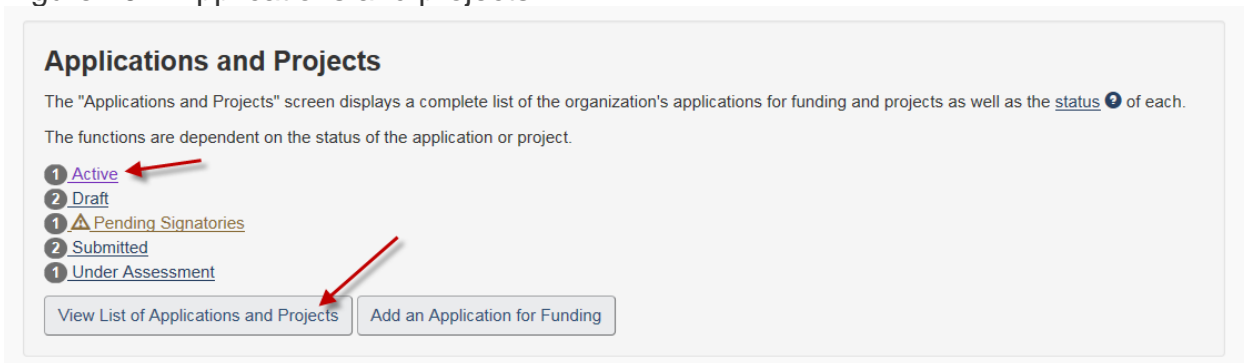 Applications and projects
Applications and Projects
The "Applications and Projects" screen displays a complete list of the organization's applications for funding and projects as well as the status ? of each.
The functions are dependent on the status of the application or project.
1 Active
2 Draft
1 Pending Signatories
2 Submitted
1 Under Assessment
View List of Applications and Projects Add an Application for Funding